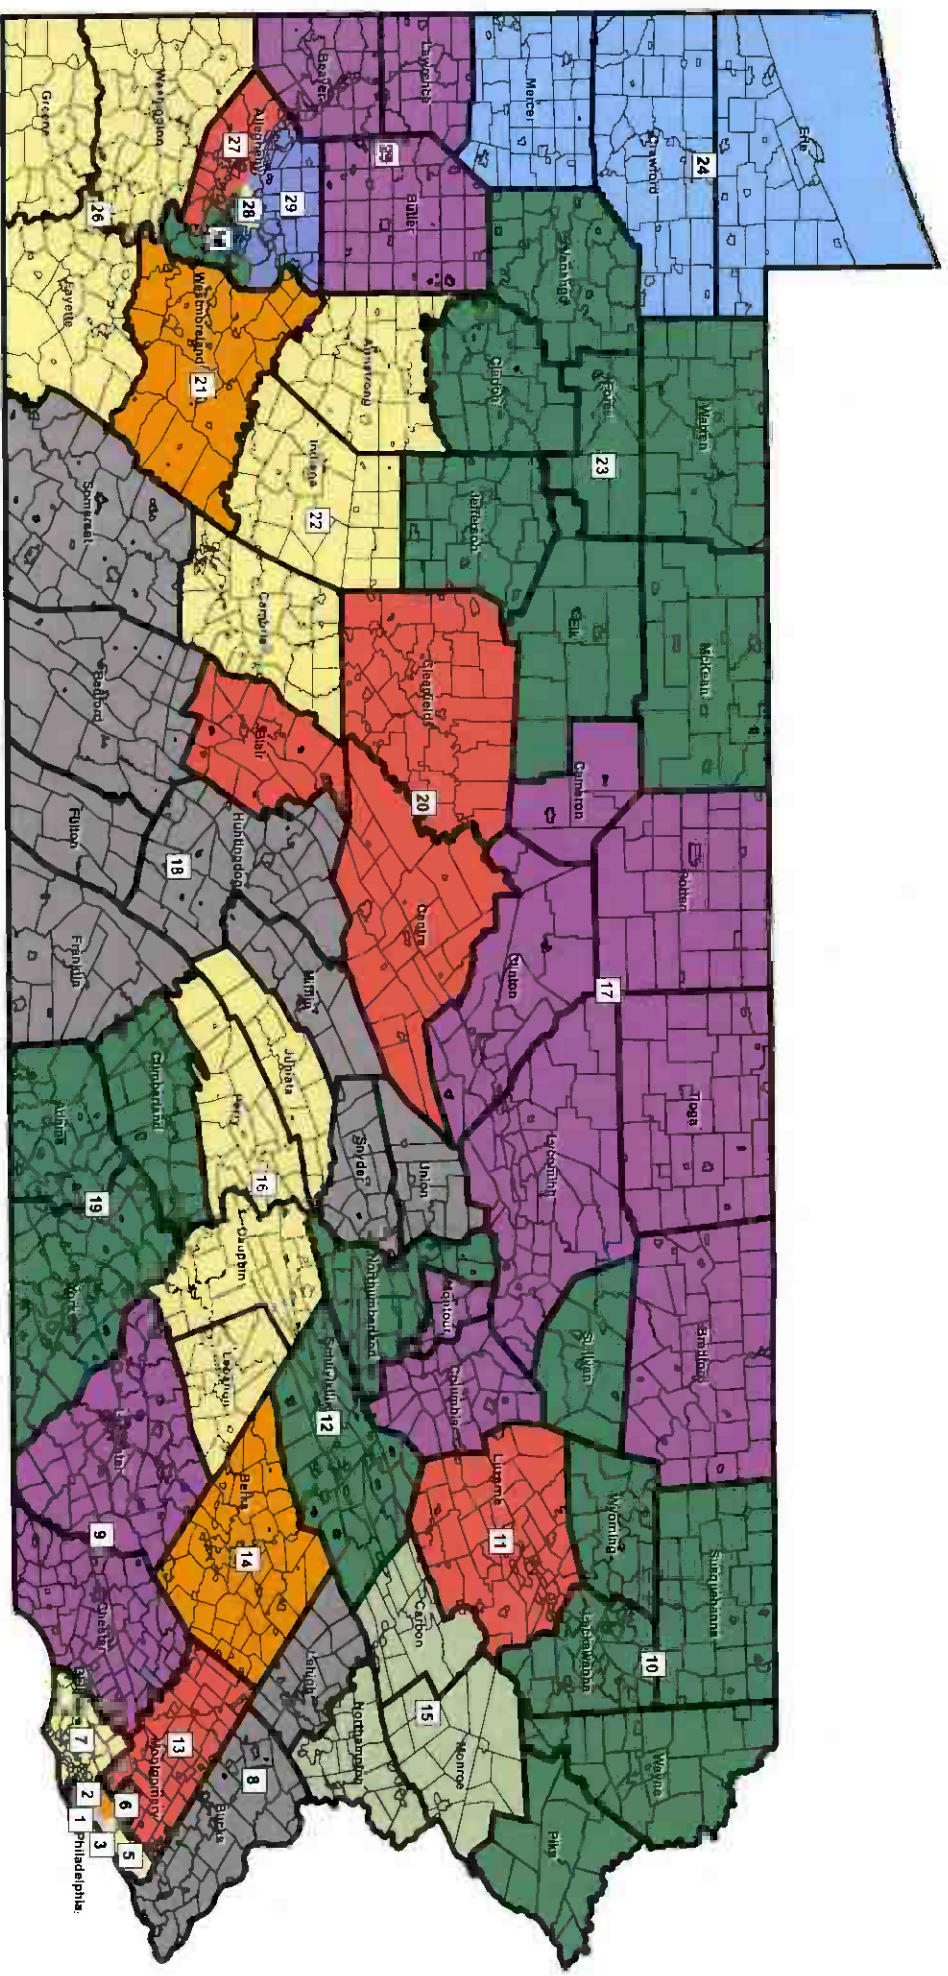 Erie
24
Crawford
Mercer
Lawrence
Beaver
Butler
Allegheny
27
28
29
Washington
Greene
26
Fayette
Westmoreland
21
Armstrong
Indiana
22
Cambria
Somerset
Bedford
Fulton
Franklin
18
Huntingdon
Mifflin
Snyder
Union
Blair
Clearfield
20
Centre
Venango
Clarion
Forest
Warren
23
Jefferson
Elk
McKean
Cameron
Potter
Clinton
17
Tioga
Lycoming
Bradford
Montour
Columbia
Sullivan
Northumberland
Schuylkill
12
Juniata
Perry
16
Dauphin
Lebanon
Cumberland
Adams
19
York
Lancaster
9
Chester
Berks
14
Luzerne
11
Wyoming
Susquehanna
Lackawanna
10
Wayne
Pike
Carbon
15
Monroe
Northampton
Lehigh
8
Bucks
13
Montgomery
7
2
6
1
3
5
Philadelphia